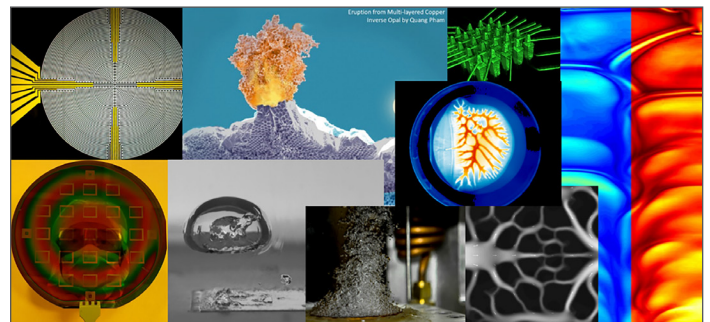 Eruption from Multi-layered Copper
Inverse Opal by Quang Pham